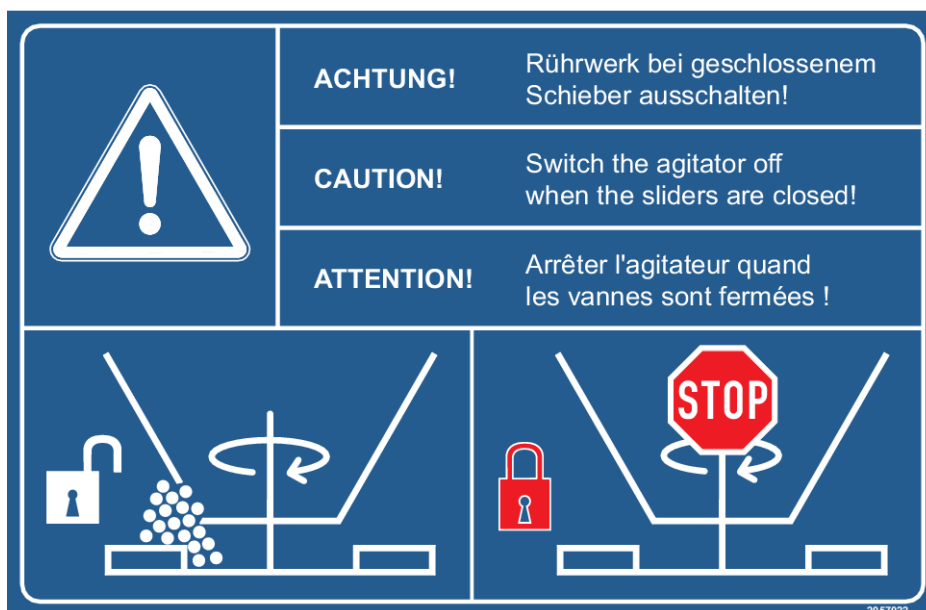 ACHTUNG!
Rührwerk bei geschlossenem
Schieber ausschalten!
CAUTION!
Switch the agitator off
when the sliders are closed!
ATTENTION!
Arrêter l'agitateur quand
les vannes sont fermées !
STOP